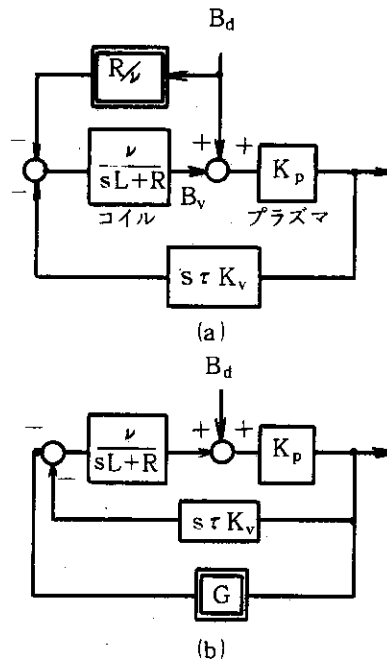 B_d
R/ν
−
−
ν/(sL+R)
+
+
K_p
B_v
コイル
プラズマ
sτK_v
(a)
B_d
−
−
ν/(sL+R)
+
+
K_p
sτK_v
G
(b)